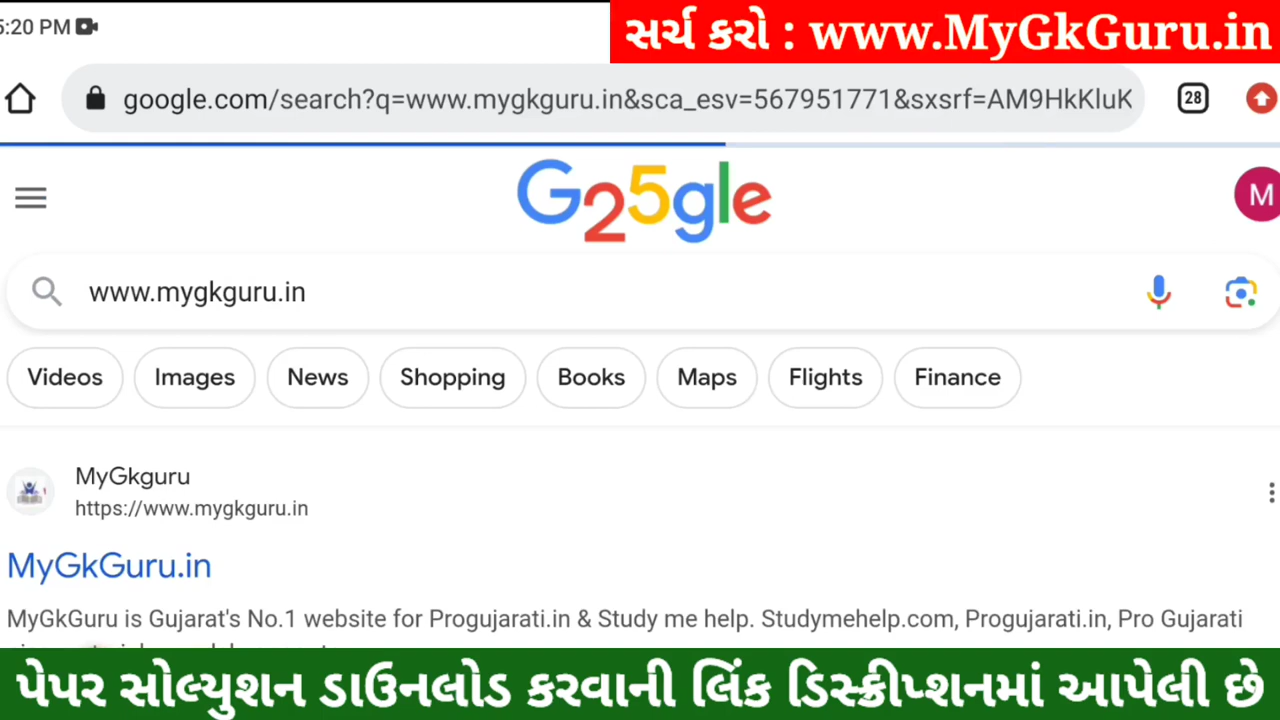 5:20 PM
સર્ચ કરો : www.MyGkGuru.in
google.com/search?q=www.mygkguru.in&sca_esv=567951771&sxsrf=AM9HkKluK
28
G25gle
M
www.mygkguru.in
Videos Images News Shopping Books Maps Flights Finance
MyGkguru
https://www.mygkguru.in
MyGkGuru.in
MyGkGuru is Gujarat's No.1 website for Progujarati.in & Study me help. Studymehelp.com, Progujarati.in, Pro Gujarati
પેપર સોલ્યુશન ડાઉનલોડ કરવાની લિંક ડિસ્ક્રીપ્શનમાં આપેલી છે